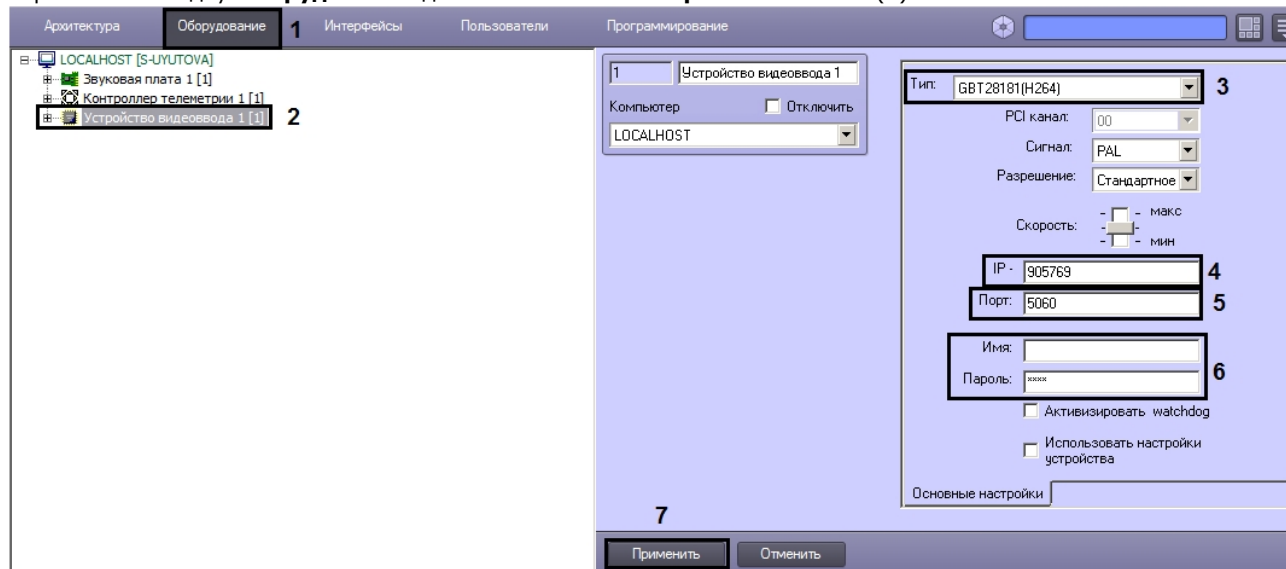 Архитектура Оборудование 1 Интерфейсы Пользователи Программирование
LOCALHOST [S-UYUTOVA]
Звуковая плата 1 [1]
Контроллер телеметрии 1 [1]
Устройство видеоввода 1 [1] 2
1 Устройство видеоввода 1
Компьютер Отключить
LOCALHOST
Тип: GBT28181(H264) 3
PCI канал: 00
Сигнал: PAL
Разрешение: Стандартное
- - макс
Скорость: - -
- - мин
IP - 905769 4
Порт: 5060 5
Имя:
Пароль: **** 6
Активизировать watchdog
Использовать настройки
устройства
Основные настройки
7
Применить Отменить